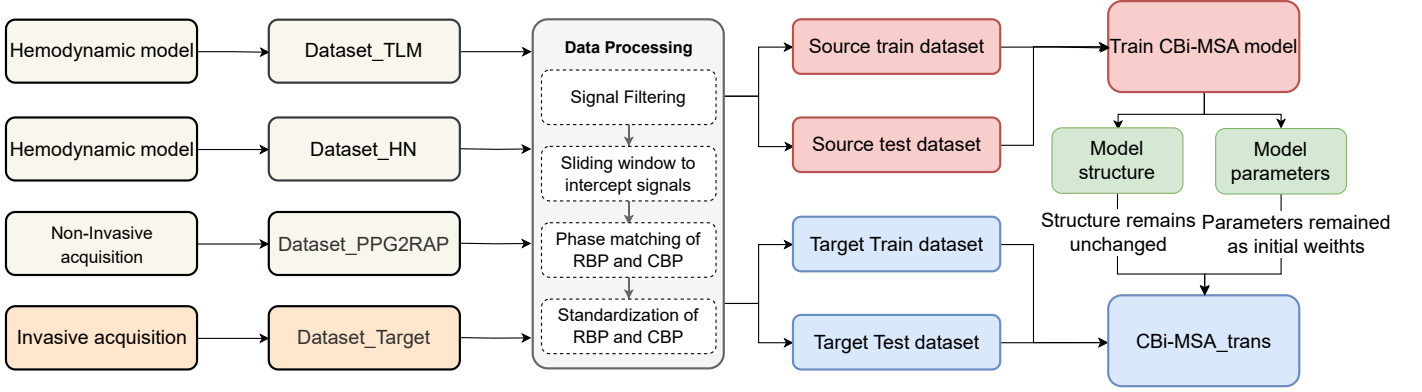 Hemodynamic model
Dataset_TLM
Hemodynamic model
Dataset_HN
Non-Invasive
acquisition
Dataset_PPG2RAP
Invasive acquisition
Dataset_Target
Data Processing
Signal Filtering
Sliding window to
intercept signals
Phase matching of
RBP and CBP
Standardization of
RBP and CBP
Source train dataset
Source test dataset
Target Train dataset
Target Test dataset
Train CBi-MSA model
Model
structure
Model
parameters
Structure remains
unchanged
Parameters remained
as initial weithts
CBi-MSA_trans